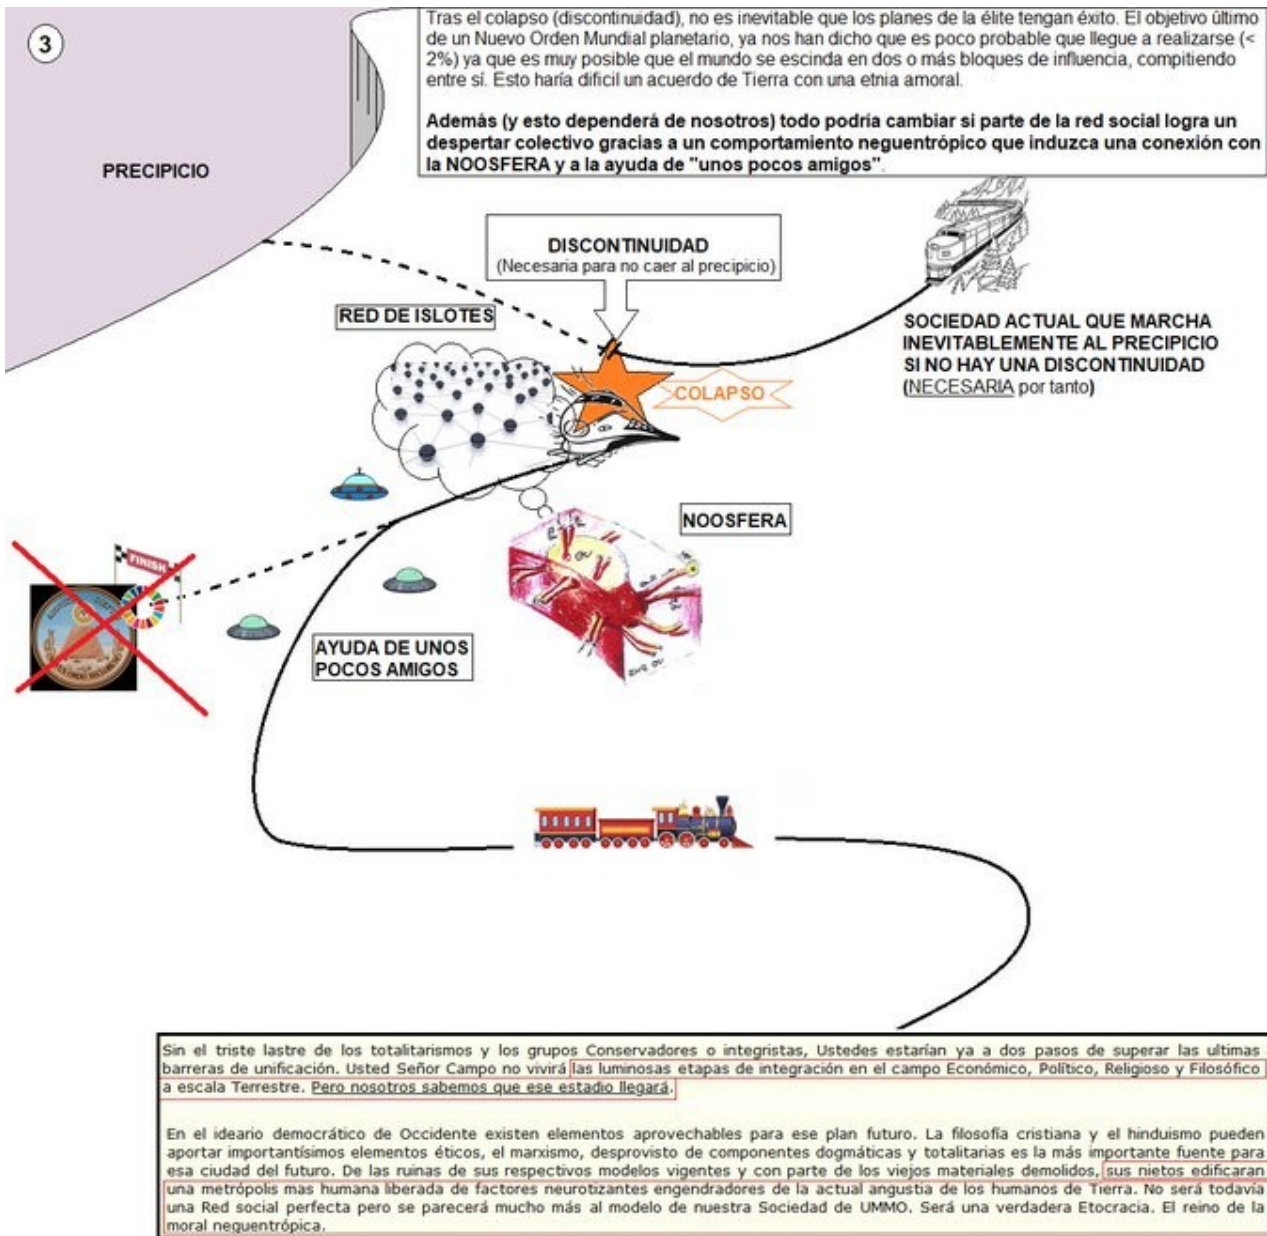 3
Tras el colapso (discontinuidad), no es inevitable que los planes de la élite tengan éxito. El objetivo último
de un Nuevo Orden Mundial planetario, ya nos han dicho que es poco probable que llegue a realizarse (<
2%) ya que es muy posible que el mundo se escinda en dos o más bloques de influencia, compitiendo
entre sí. Esto haría dificil un acuerdo de Tierra con una etnia amoral.
Además (y esto dependerá de nosotros) todo podría cambiar si parte de la red social logra un
despertar colectivo gracias a un comportamiento neguentrópico que induzca una conexión con
la NOOSFERA y a la ayuda de "unos pocos amigos".
PRECIPICIO
DISCONTINUIDAD
(Necesaria para no caer al precipicio)
RED DE ISLOTES
SOCIEDAD ACTUAL QUE MARCHA
INEVITABLEMENTE AL PRECIPICIO
SI NO HAY UNA DISCONTINUIDAD
(NECESARIA por tanto)
COLAPSO
NOOSFERA
FINISH
AYUDA DE UNOS
POCOS AMIGOS
Sin el triste lastre de los totalitarismos y los grupos Conservadores o integristas, Ustedes estarían ya a dos pasos de superar las ultimas
barreras de unificación. Usted Señor Campo no vivirá las luminosas etapas de integración en el campo Económico, Político, Religioso y Filosófico
a escala Terrestre. Pero nosotros sabemos que ese estadio llegará.
En el ideario democrático de Occidente existen elementos aprovechables para ese plan futuro. La filosofía cristiana y el hinduismo pueden
aportar importantísimos elementos éticos, el marxismo, desprovisto de componentes dogmáticas y totalitarias es la más importante fuente para
esa ciudad del futuro. De las ruinas de sus respectivos modelos vigentes y con parte de los viejos materiales demolidos, sus nietos edificaran
una metrópolis mas humana liberada de factores neurotizantes engendradores de la actual angustia de los humanos de Tierra. No será todavía
una Red social perfecta pero se parecerá mucho más al modelo de nuestra Sociedad de UMMO. Será una verdadera Etocracia. El reino de la
moral neguentrópica.